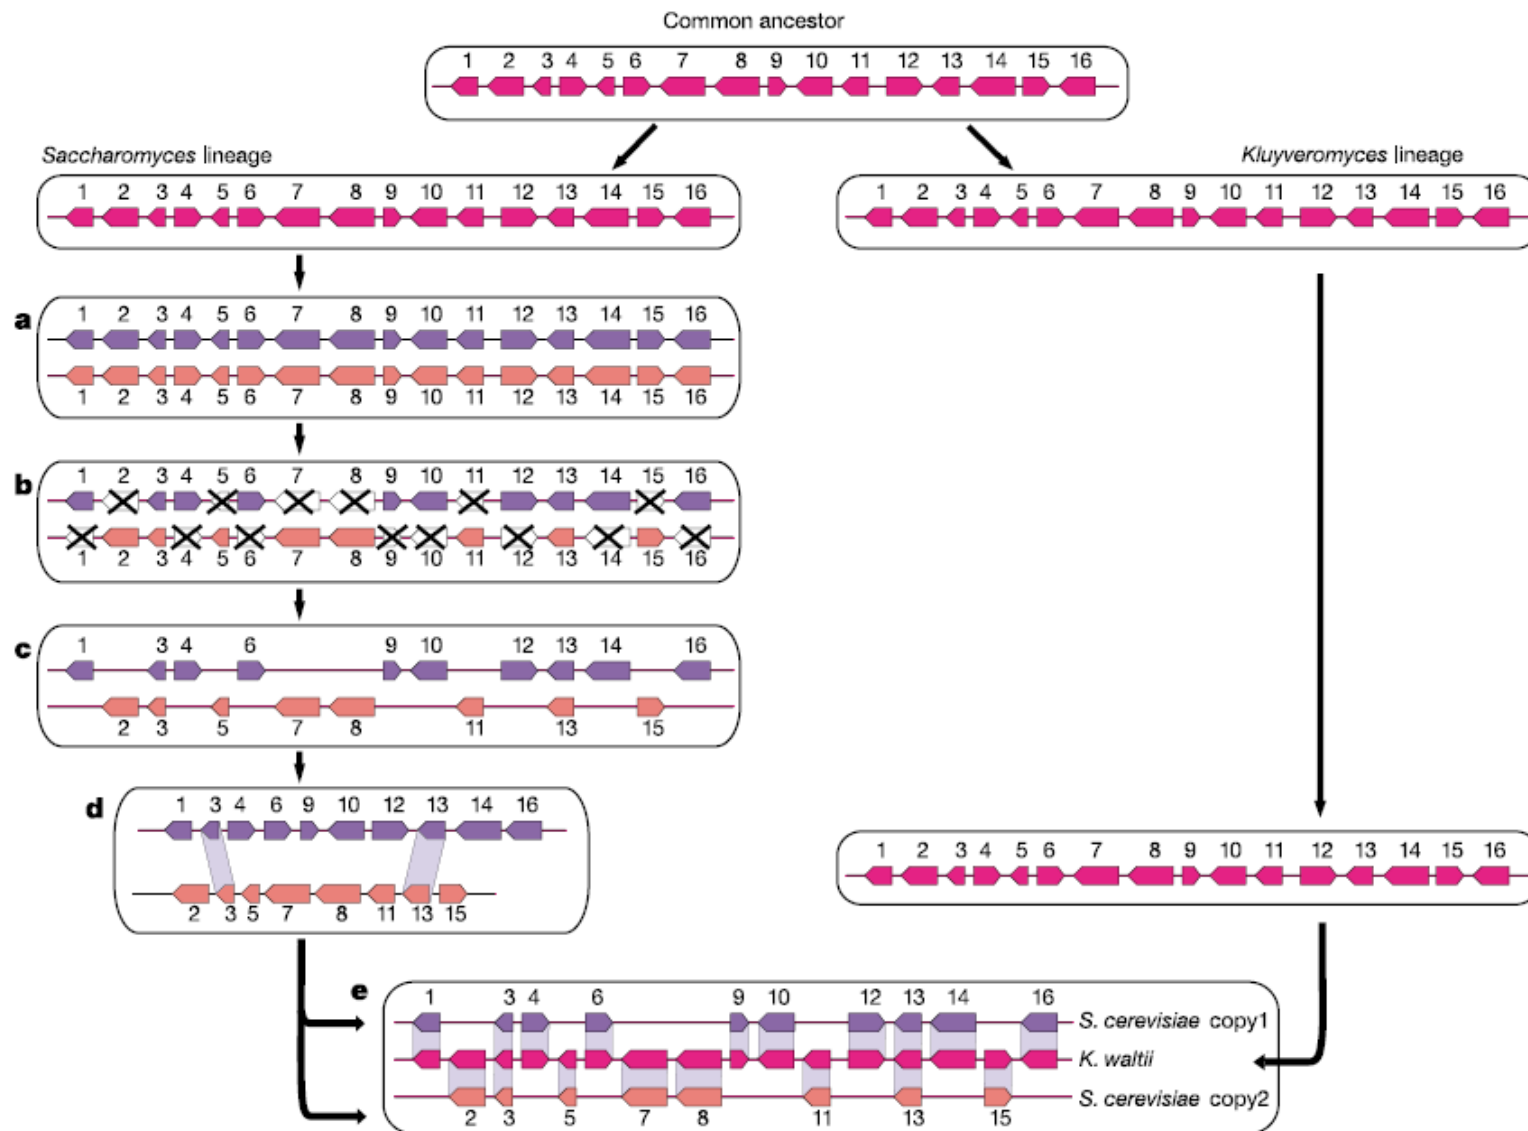 Common ancestor
1 2 3 4 5 6 7 8 9 10 11 12 13 14 15 16
Saccharomyces lineage
Kluyveromyces lineage
1 2 3 4 5 6 7 8 9 10 11 12 13 14 15 16
1 2 3 4 5 6 7 8 9 10 11 12 13 14 15 16
a
1 2 3 4 5 6 7 8 9 10 11 12 13 14 15 16
1 2 3 4 5 6 7 8 9 10 11 12 13 14 15 16
b
1 2 3 4 5 6 7 8 9 10 11 12 13 14 15 16
1 2 3 4 5 6 7 8 9 10 11 12 13 14 15 16
c
1 3 4 6 9 10 12 13 14 16
2 3 5 7 8 11 13 15
d
1 3 4 6 9 10 12 13 14 16
2 3 5 7 8 11 13 15
1 2 3 4 5 6 7 8 9 10 11 12 13 14 15 16
e
1 3 4 6 9 10 12 13 14 16
S. cerevisiae copy1
K. waltii
S. cerevisiae copy2
2 3 5 7 8 11 13 15